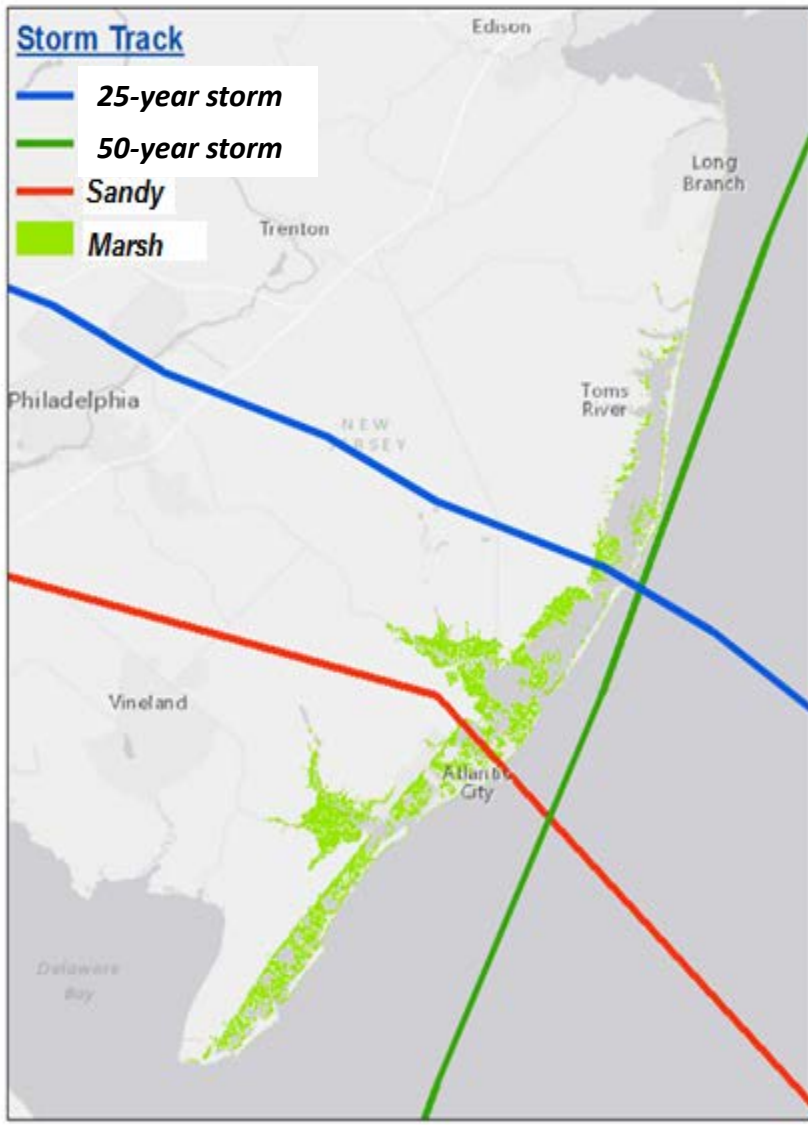 Storm Track
25-year storm
50-year storm
Sandy
Marsh
Edison
Long
Branch
Trenton
Philadelphia
Toms
River
NEW
JERSEY
Vineland
Atlantic
City
Delaware
Bay